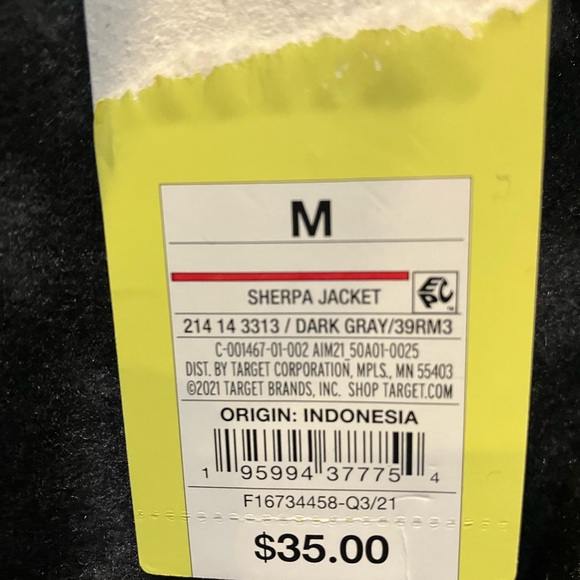 M
SHERPA JACKET
EPC™
214 14 3313 / DARK GRAY/39RM3
C-001467-01-002 AIM21_50A01-0025
DIST. BY TARGET CORPORATION, MPLS., MN 55403
©2021 TARGET BRANDS, INC. SHOP TARGET.COM
ORIGIN: INDONESIA
1 95994 37775 4
F16734458-Q3/21
$35.00